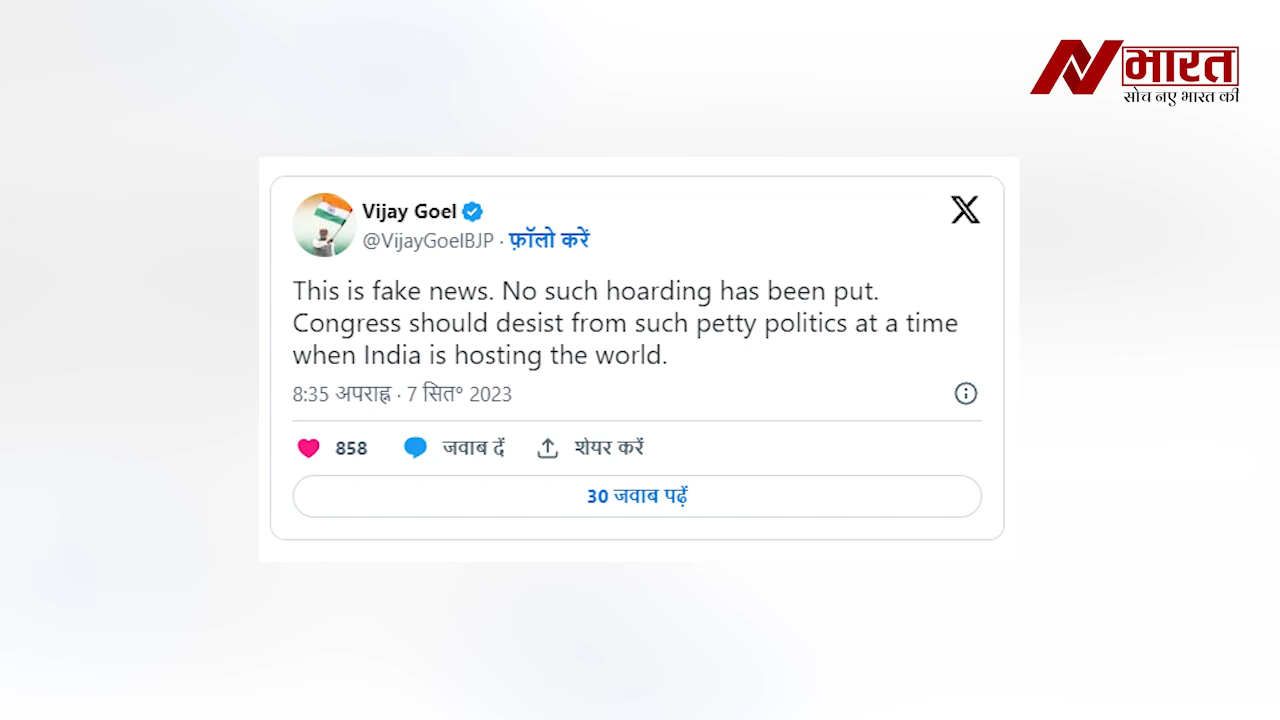 भारत
सोच नए भारत की
Vijay Goel
@VijayGoelBJP · फ़ॉलो करें
This is fake news. No such hoarding has been put.
Congress should desist from such petty politics at a time
when India is hosting the world.
8:35 अपराह्न · 7 सित॰ 2023
858 जवाब दें शेयर करें
30 जवाब पढ़ें